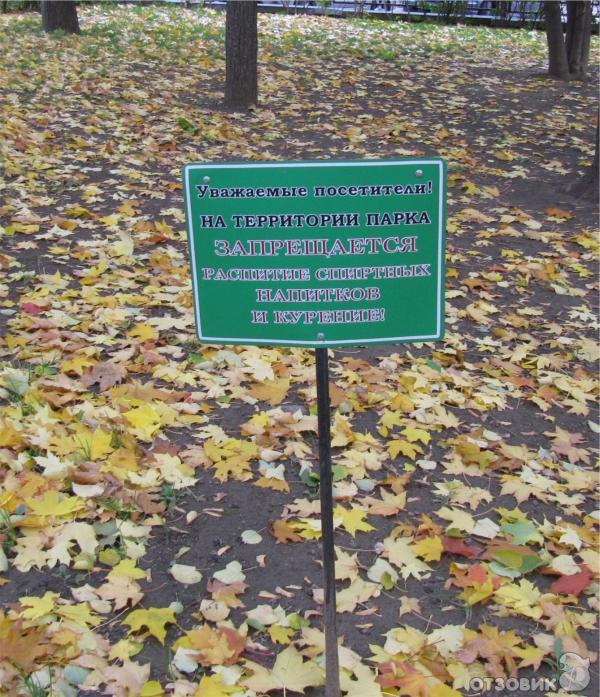 Уважаемые посетители!
НА ТЕРРИТОРИИ ПАРКА
ЗАПРЕЩАЕТСЯ
РАСПИТИЕ СПИРТНЫХ
НАПИТКОВ
И КУРЕНИЕ!
ОТЗОВИК